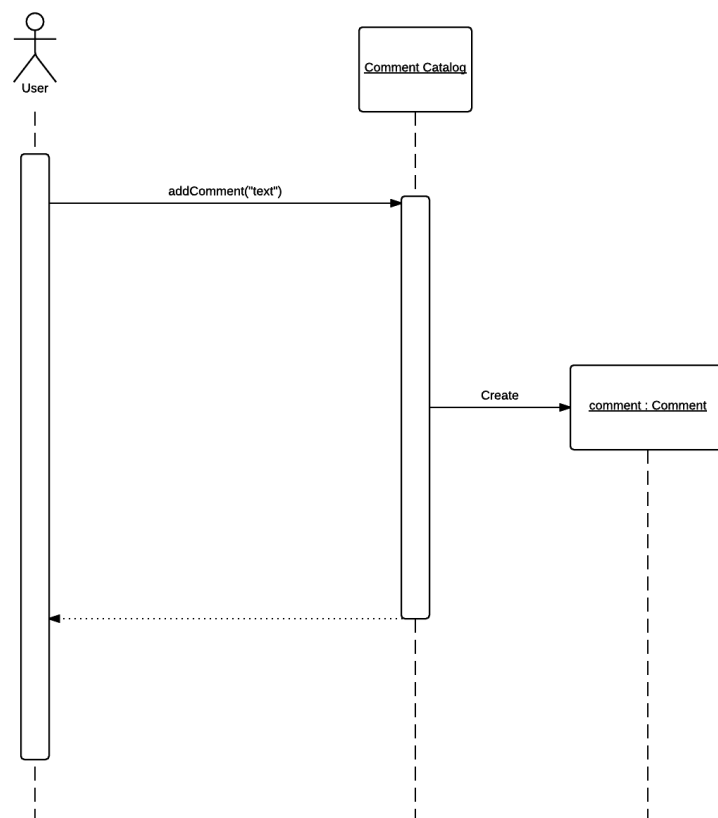 User
Comment Catalog
addComment("text")
Create
comment : Comment